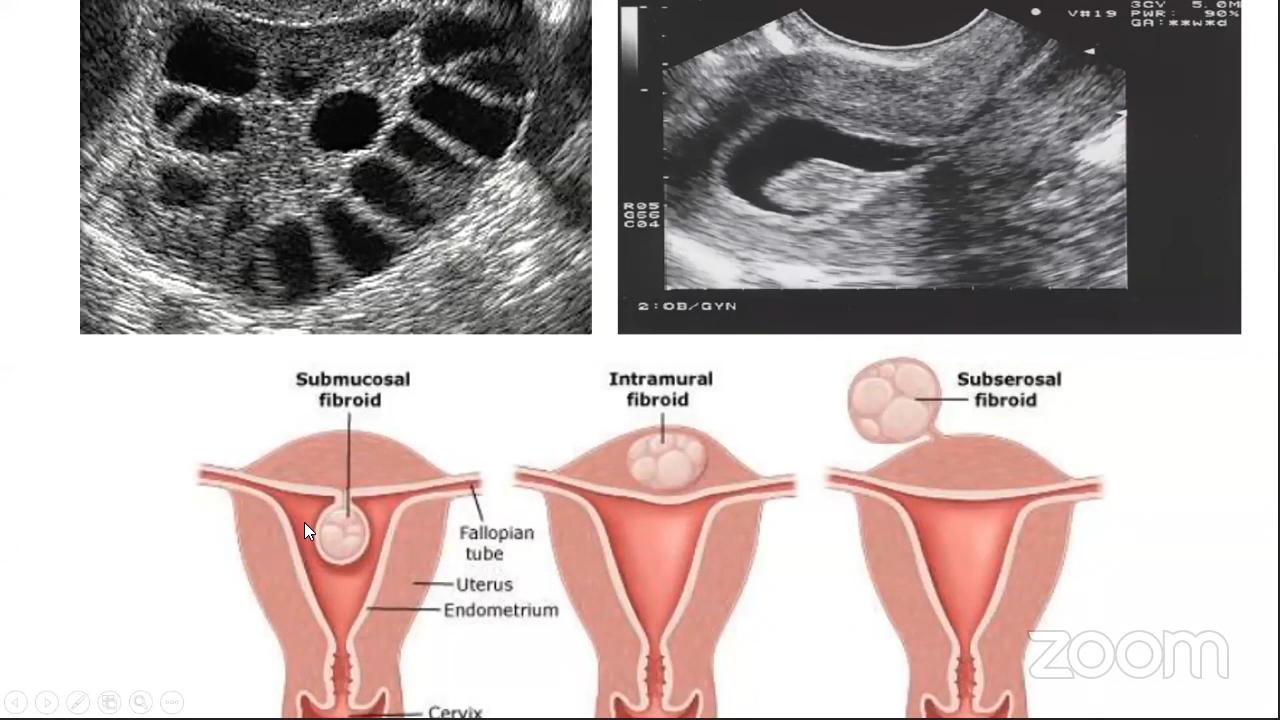 3CV 5.0M
V#19 PWR: 90%
GA:**w*d
R05
G66
C04
2:OB/GYN
Submucosal
fibroid
Intramural
fibroid
Subserosal
fibroid
Fallopian
tube
Uterus
Endometrium
Cervix
zoom